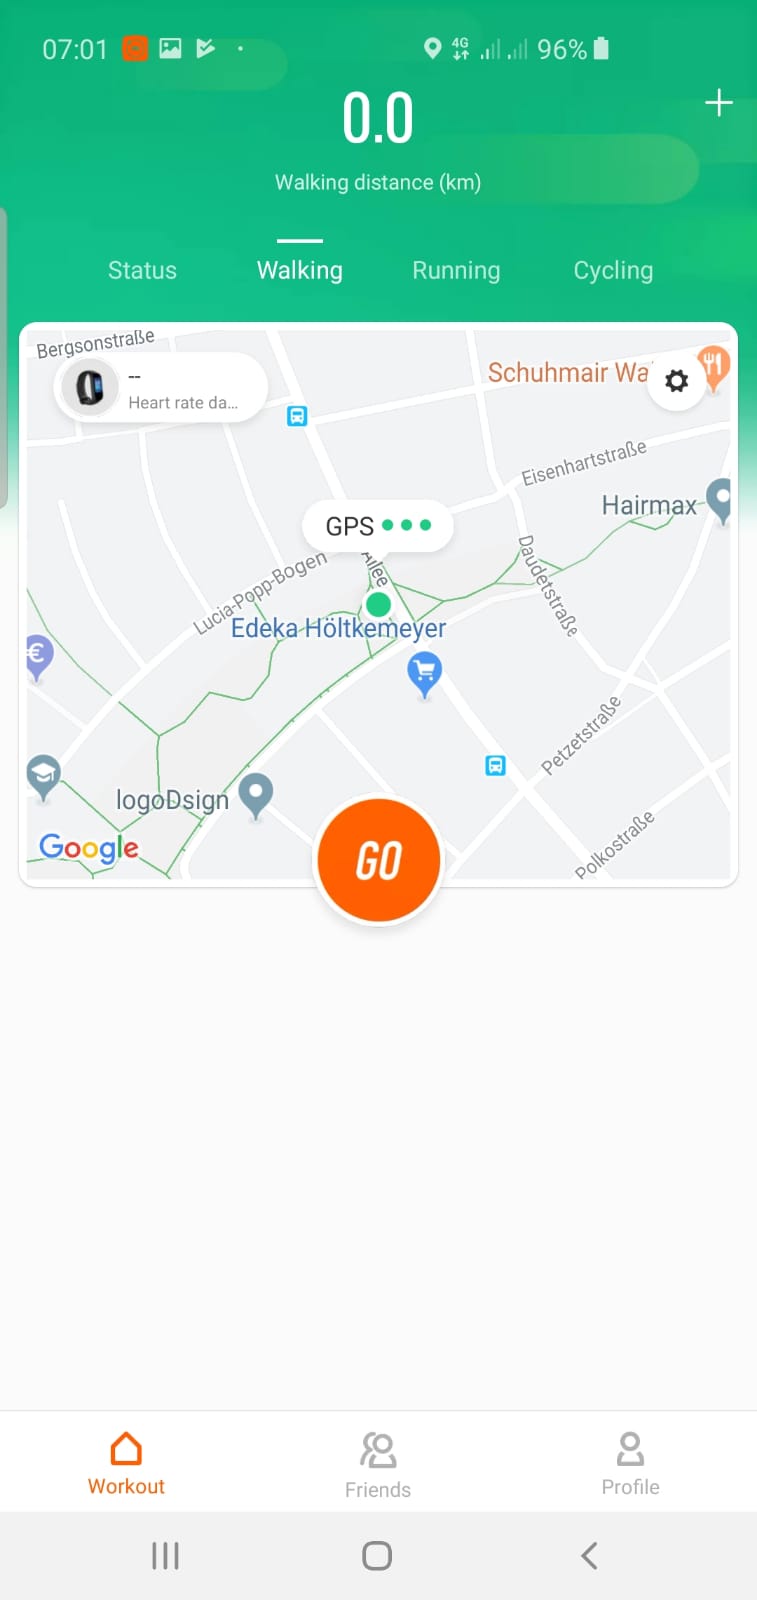 07:01
4G
96%
0.0
Walking distance (km)
Status
Walking
Running
Cycling
Bergsonstraße
--
Heart rate da...
Schuhmair Wa
Eisenhartstraße
Hairmax
GPS
Allee
Lucia-Popp-Bogen
Daudetstraße
Edeka Höltkemeyer
€
Petzetstraße
logoDsign
Polkostraße
Google
GO
Workout
Friends
Profile